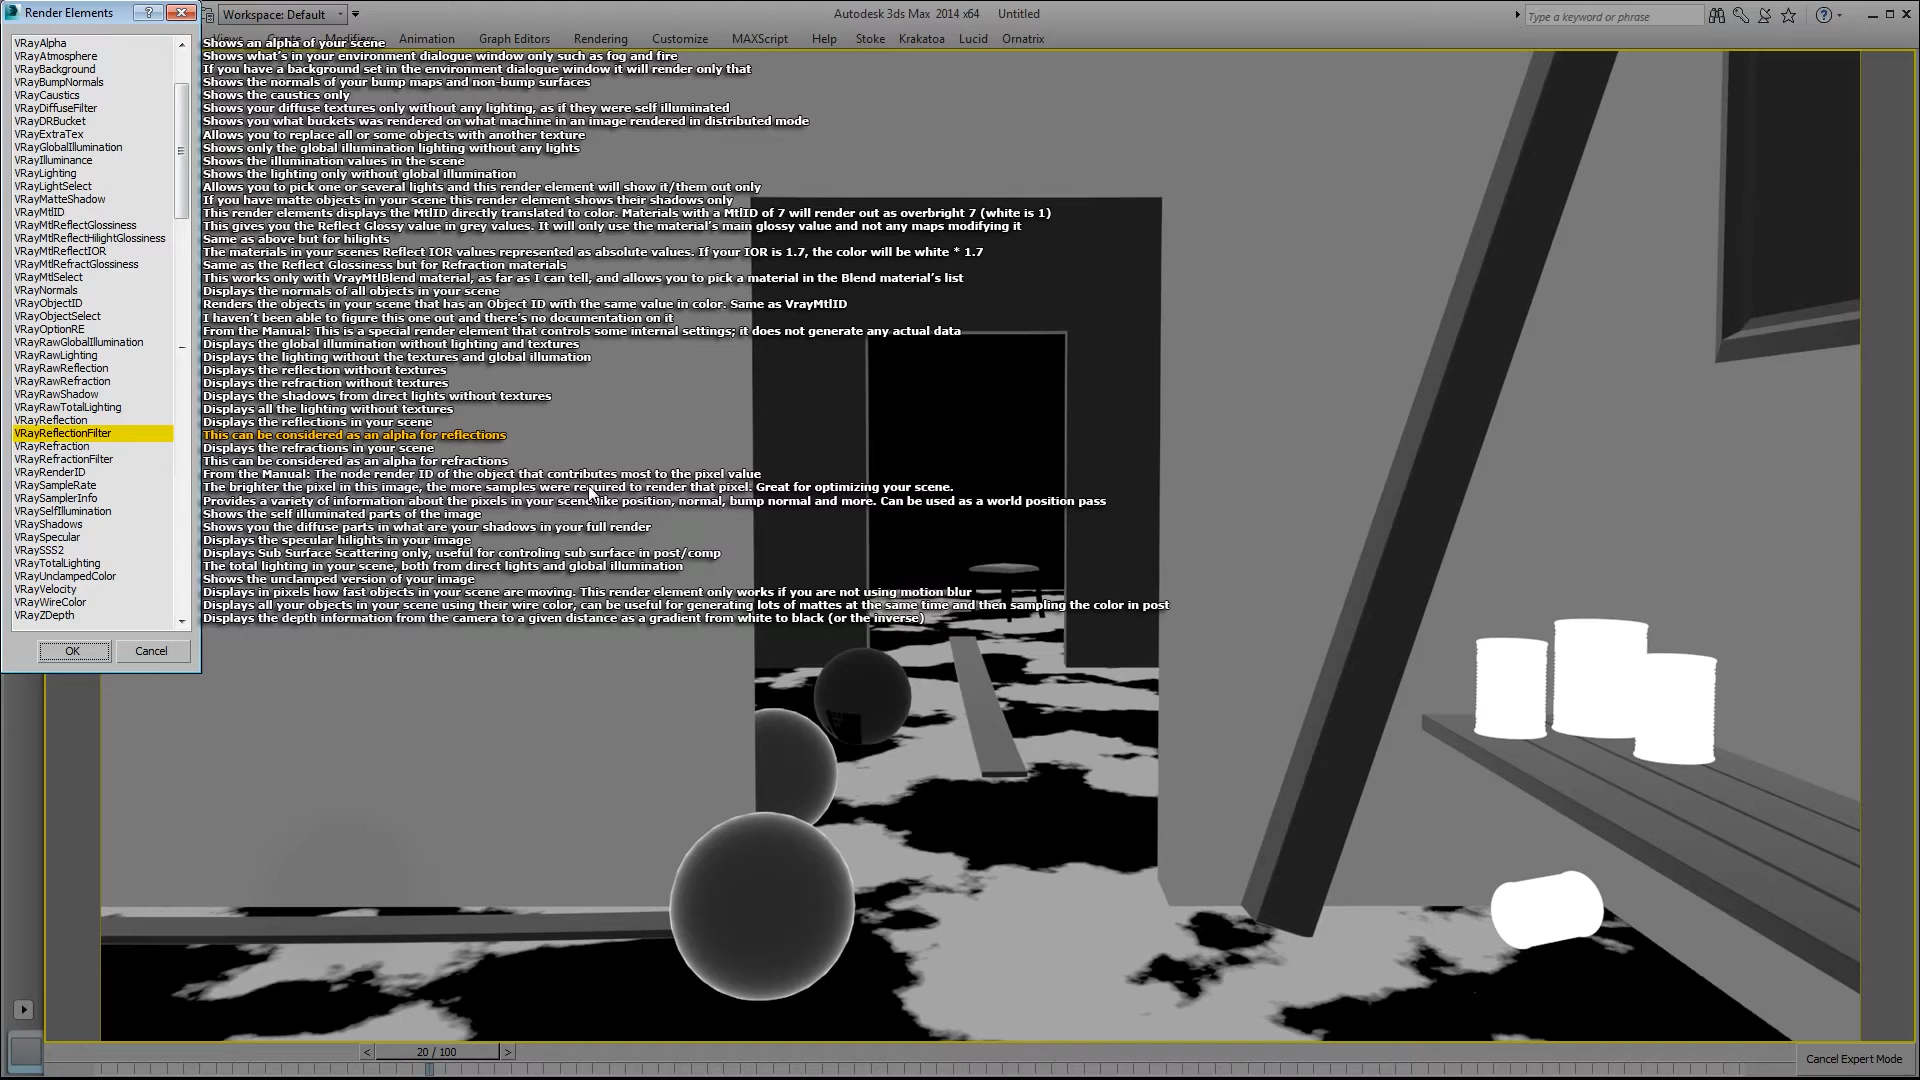 Render Elements
?
Workspace: Default
Autodesk 3ds Max 2014 x64 Untitled
Type a keyword or phrase
Animation
Graph Editors
Rendering
Customize
MAXScript
Help
Stoke
Krakatoa
Lucid
Ornatrix
VRayAlpha Shows an alpha of your scene
VRayAtmosphere Shows what's in your environment dialogue window only such as fog and fire
VRayBackground If you have a background set in the environment dialogue window it will render only that
VRayBumpNormals Shows the normals of your bump maps and non-bump surfaces
VRayCaustics Shows the caustics only
VRayDiffuseFilter Shows your diffuse textures only without any lighting, as if they were self illuminated
VRayDRBucket Shows you what buckets was rendered on what machine in an image rendered in distributed mode
VRayExtraTex Allows you to replace all or some objects with another texture
VRayGlobalIllumination Shows only the global illumination lighting without any lights
VRayIlluminance Shows the illumination values in the scene
VRayLighting Shows the lighting only without global illumination
VRayLightSelect Allows you to pick one or several lights and this render element will show it/them out only
VRayMatteShadow If you have matte objects in your scene this render element shows their shadows only
VRayMtlID This render elements displays the MtlID directly translated to color. Materials with a MtlID of 7 will render out as overbright 7 (white is 1)
VRayMtlReflectGlossiness This gives you the Reflect Glossy value in grey values. It will only use the material's main glossy value and not any maps modifying it
VRayMtlReflectHilightGlossiness Same as above but for hilights
VRayMtlReflectIOR The materials in your scenes Reflect IOR values represented as absolute values. If your IOR is 1.7, the color will be white * 1.7
VRayMtlRefractGlossiness Same as the Reflect Glossiness but for Refraction materials
VRayMtlSelect This works only with VrayMtlBlend material, as far as I can tell, and allows you to pick a material in the Blend material's list
VRayNormals Displays the normals of all objects in your scene
VRayObjectID Renders the objects in your scene that has an Object ID with the same value in color. Same as VrayMtlID
VRayObjectSelect I haven't been able to figure this one out and there's no documentation on it
VRayOptionRE From the Manual: This is a special render element that controls some internal settings; it does not generate any actual data
VRayRawGlobalIllumination Displays the global illumination without lighting and textures
VRayRawLighting Displays the lighting without the textures and global illumation
VRayRawReflection Displays the reflection without textures
VRayRawRefraction Displays the refraction without textures
VRayRawShadow Displays the shadows from direct lights without textures
VRayRawTotalLighting Displays all the lighting without textures
VRayReflection Displays the reflections in your scene
VRayReflectionFilter This can be considered as an alpha for reflections
VRayRefraction Displays the refractions in your scene
VRayRefractionFilter This can be considered as an alpha for refractions
VRayRenderID From the Manual: The node render ID of the object that contributes most to the pixel value
VRaySampleRate The brighter the pixel in this image, the more samples were required to render that pixel. Great for optimizing your scene.
VRaySamplerInfo Provides a variety of information about the pixels in your scene like position, normal, bump normal and more. Can be used as a world position pass
VRaySelfIllumination Shows the self illuminated parts of the image
VRayShadows Shows you the diffuse parts in what are your shadows in your full render
VRaySpecular Displays the specular hilights in your image
VRaySSS2 Displays Sub Surface Scattering only, useful for controling sub surface in post/comp
VRayTotalLighting The total lighting in your scene, both from direct lights and global illumination
VRayUnclampedColor Shows the unclamped version of your image
VRayVelocity Displays in pixels how fast objects in your scene are moving. This render element only works if you are not using motion blur
VRayWireColor Displays all your objects in your scene using their wire color, can be useful for generating lots of mattes at the same time and then sampling the color in post
VRayZDepth Displays the depth information from the camera to a given distance as a gradient from white to black (or the inverse)
OK
Cancel
< 20 / 100 >
Cancel Expert Mode